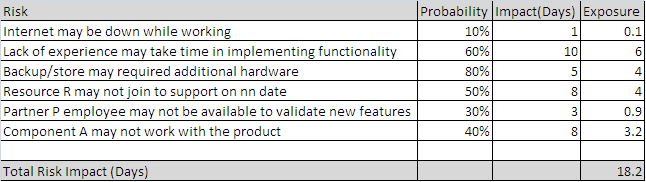 Risk Probability Impact(Days) Exposure
Internet may be down while working 10% 1 0.1
Lack of experience may take time in implementing functionality 60% 10 6
Backup/store may required additional hardware 80% 5 4
Resource R may not join to support on nn date 50% 8 4
Partner P employee may not be available to validate new features 30% 3 0.9
Component A may not work with the product 40% 8 3.2
Total Risk Impact (Days) 18.2